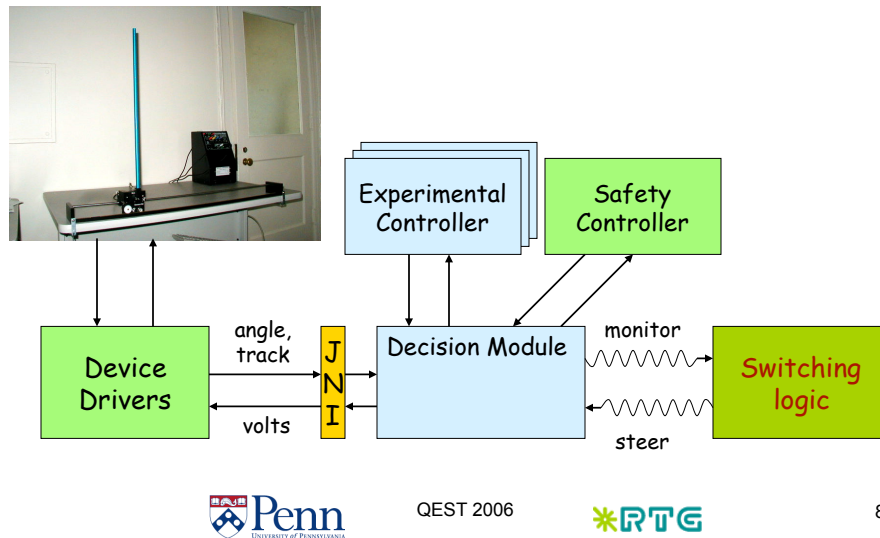 Experimental
Controller
Safety
Controller
angle,
track
J
N
I
Decision Module
monitor
Device
Drivers
Switching
logic
volts
steer
Penn
UNIVERSITY of PENNSYLVANIA
QEST 2006
RTG
8